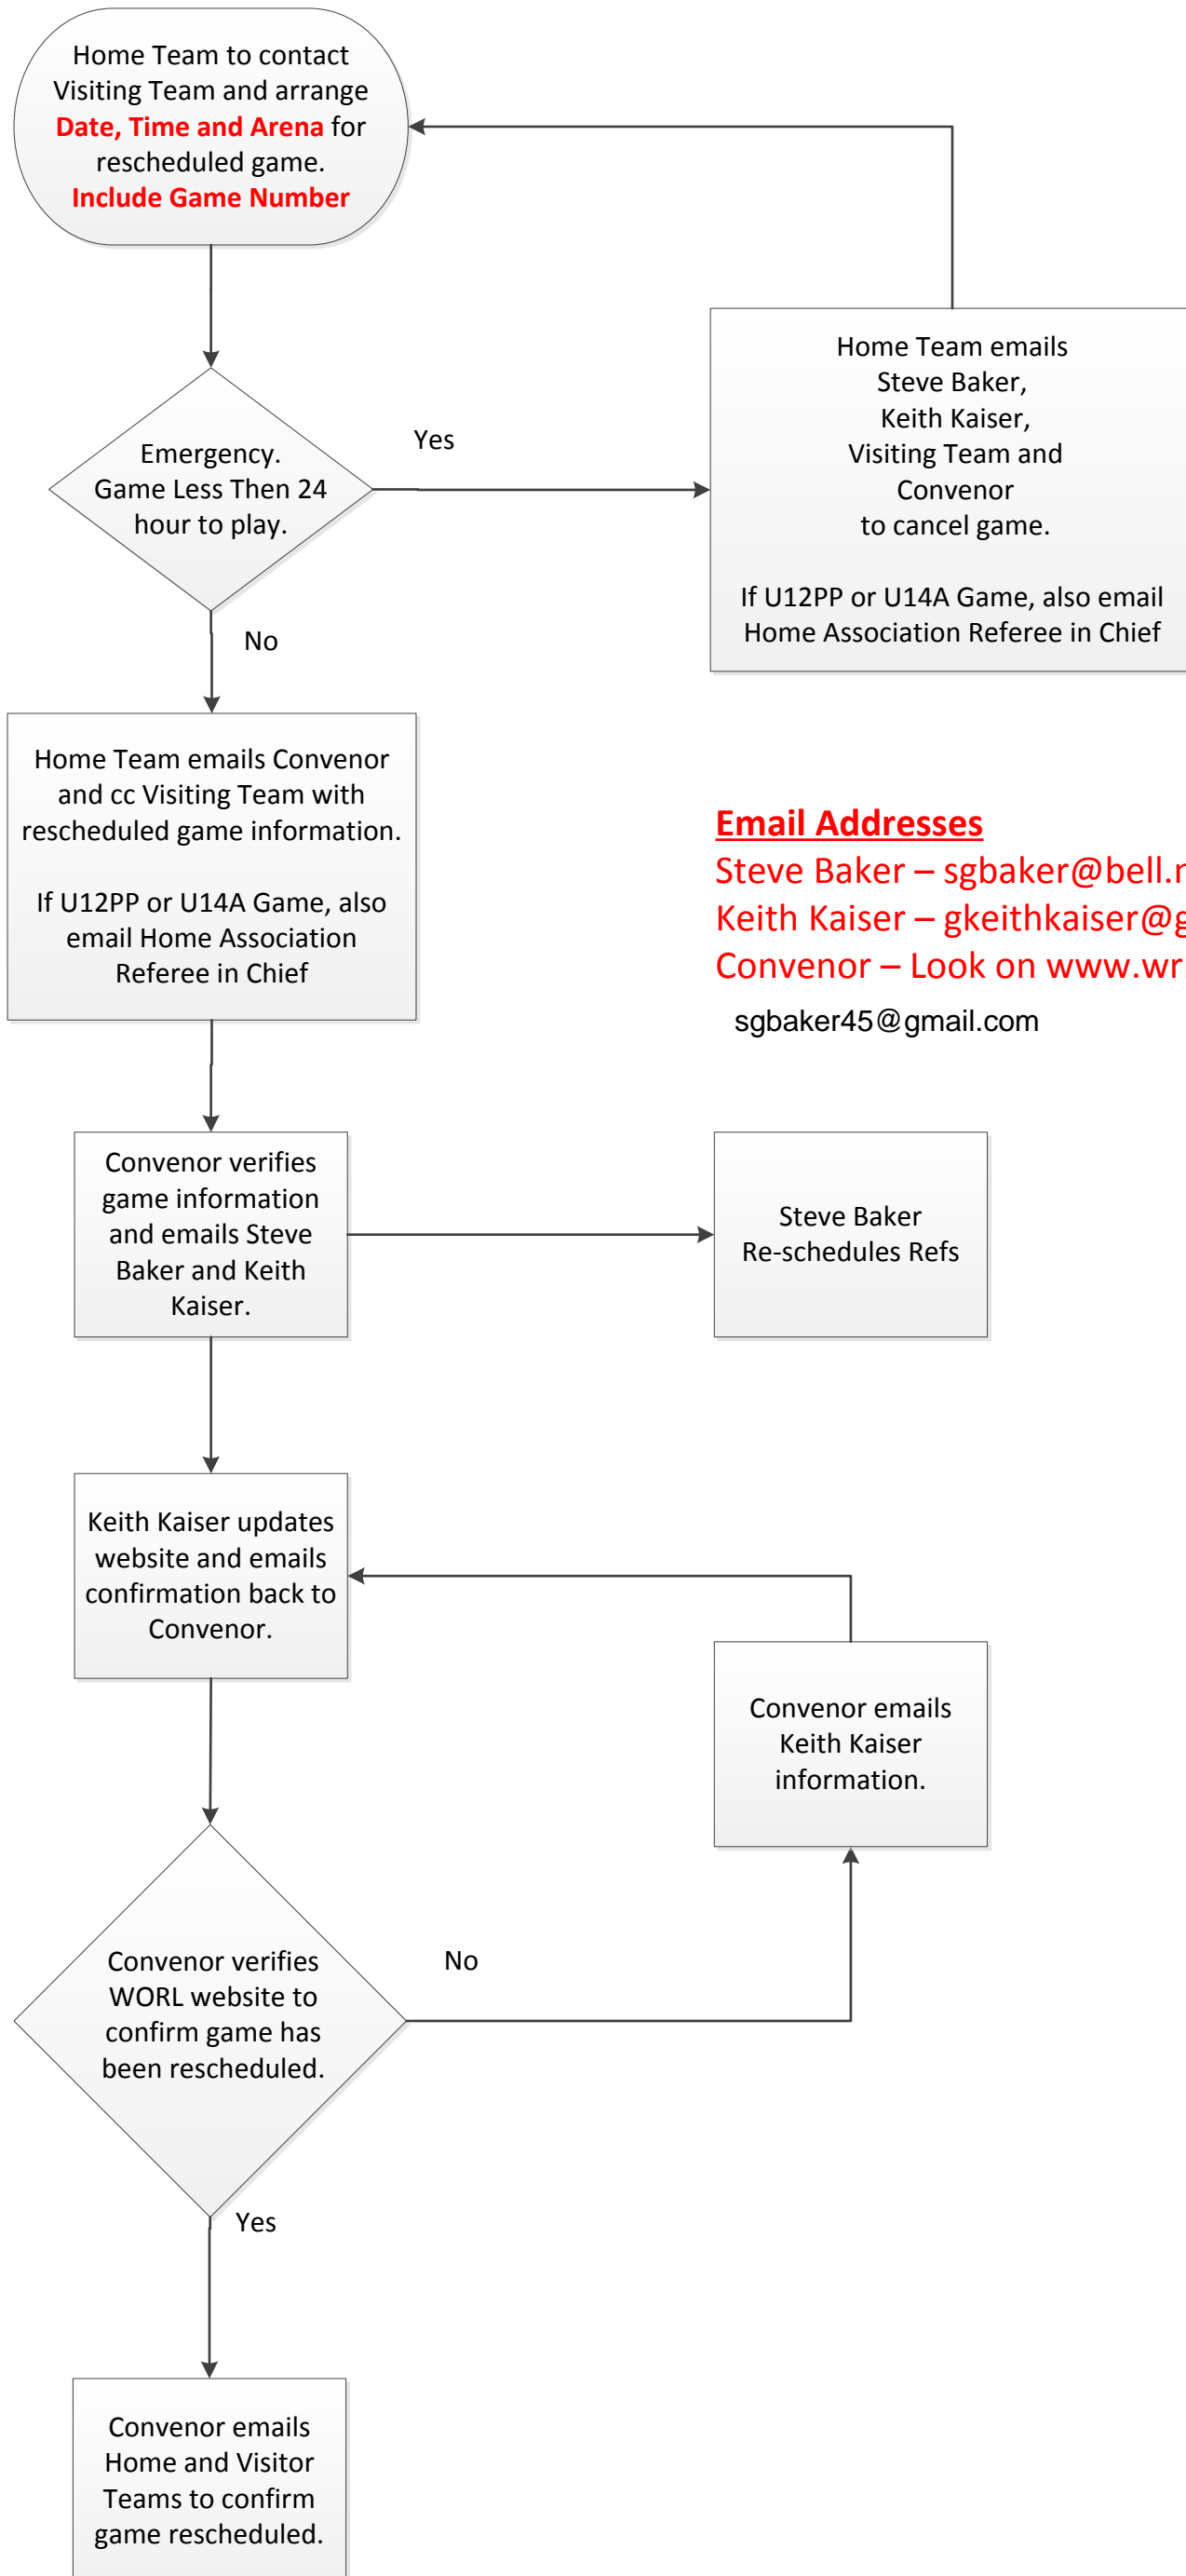 Home Team to contact
Visiting Team and arrange
Date, Time and Arena for
rescheduled game.
Include Game Number
Emergency.
Game Less Then 24
hour to play.
Yes
Home Team emails
Steve Baker,
Keith Kaiser,
Visiting Team and
Convenor
to cancel game.
If U12PP or U14A Game, also email
Home Association Referee in Chief
No
Home Team emails Convenor
and cc Visiting Team with
rescheduled game information.
If U12PP or U14A Game, also
email Home Association
Referee in Chief
Email Addresses
Steve Baker –
Keith Kaiser –
Convenor – Look on
sgbaker45@gmail.com
Convenor verifies
game information
and emails Steve
Baker and Keith
Kaiser.
Steve Baker
Re-schedules Refs
Keith Kaiser updates
website and emails
confirmation back to
Convenor.
Convenor emails
Keith Kaiser
information.
Convenor verifies
WORL website to
confirm game has
been rescheduled.
No
Yes
Convenor emails
Home and Visitor
Teams to confirm
game rescheduled.